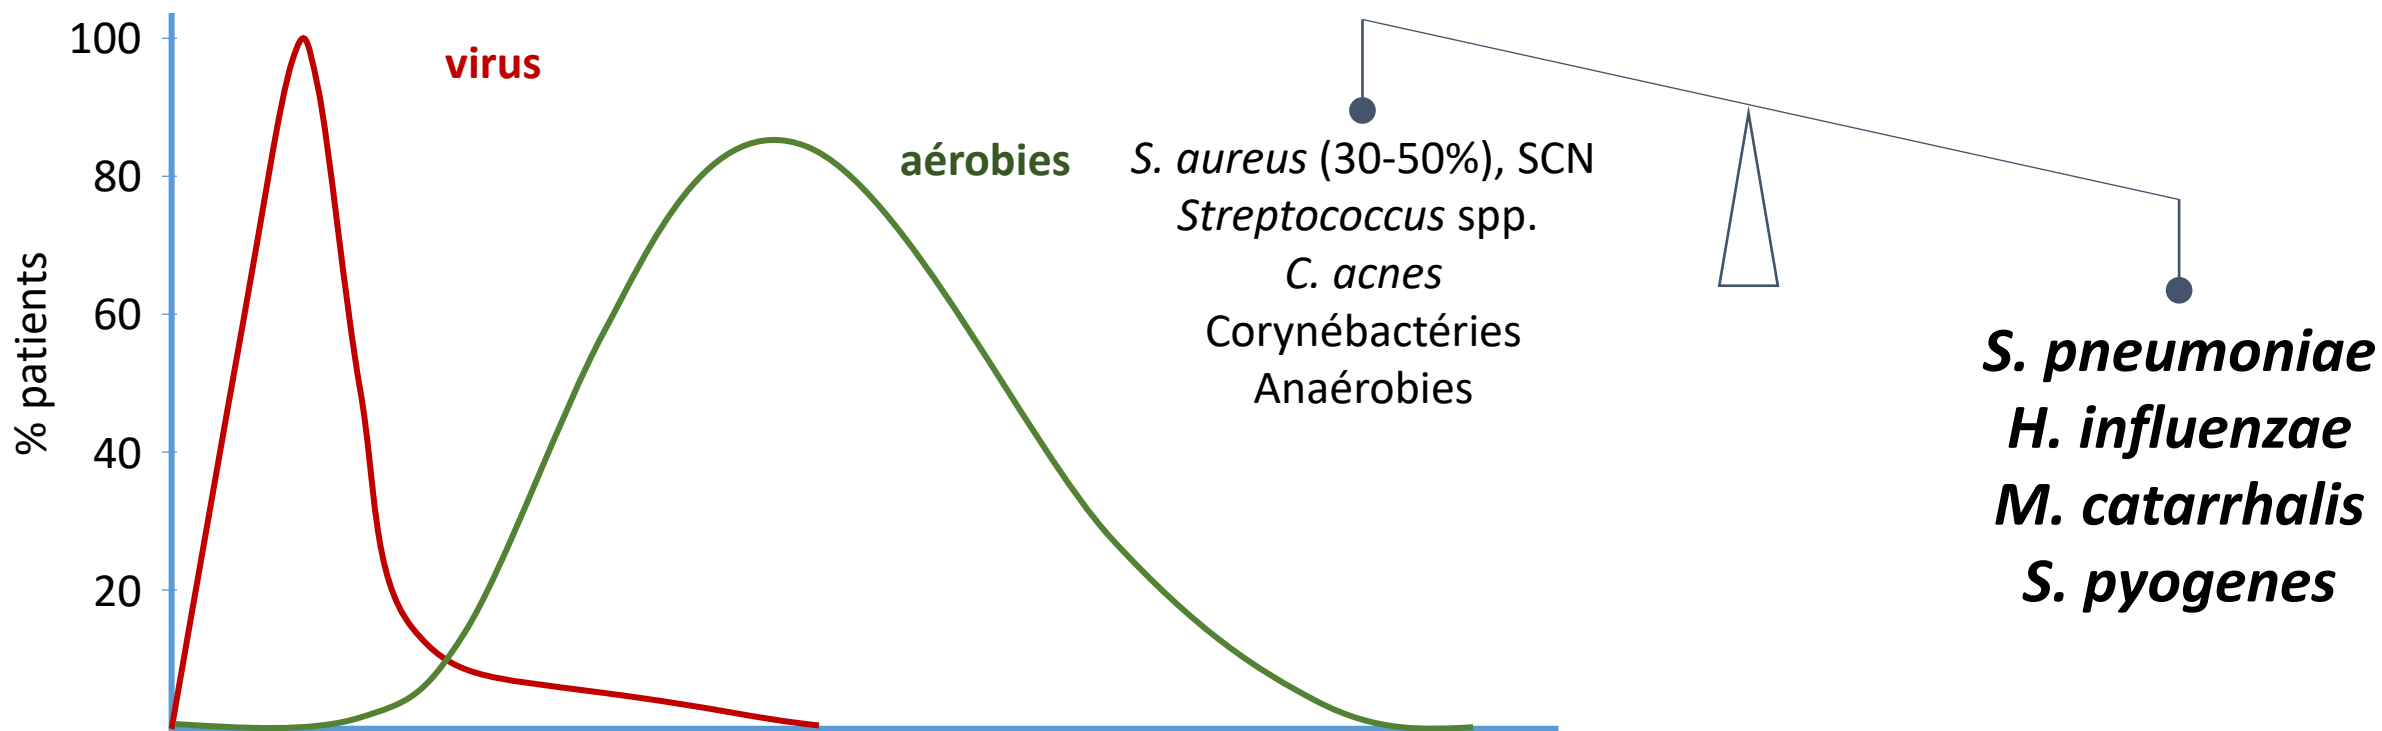 100
80
60
40
20
% patients
virus
aérobies
S. aureus (30-50%), SCN
Streptococcus spp.
C. acnes
Corynébactéries
Anaérobies
S. pneumoniae
H. influenzae
M. catarrhalis
S. pyogenes